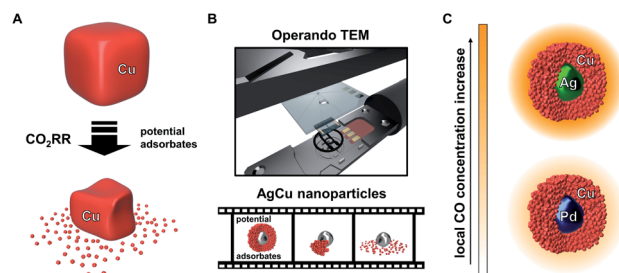 A
Cu
CO₂RR
potential
adsorbates
Cu
B
Operando TEM
AgCu nanoparticles
potential
adsorbates
C
local CO concentration increase
Cu
Ag
Cu
Pd